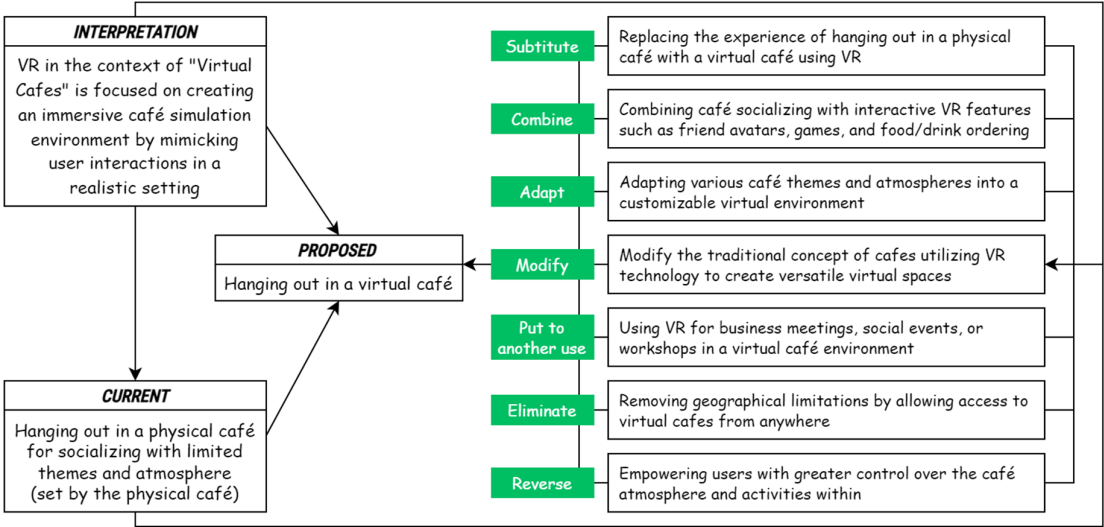 INTERPRETATION
VR in the context of "Virtual
Cafes" is focused on creating
an immersive café simulation
environment by mimicking
user interactions in a
realistic setting
PROPOSED
Hanging out in a virtual café
CURRENT
Hanging out in a physical café
for socializing with limited
themes and atmosphere
(set by the physical café)
Subtitute
Replacing the experience of hanging out in a physical
café with a virtual café using VR
Combine
Combining café socializing with interactive VR features
such as friend avatars, games, and food/drink ordering
Adapt
Adapting various café themes and atmospheres into a
customizable virtual environment
Modify
Modify the traditional concept of cafes utilizing VR
technology to create versatile virtual spaces
Put to
another use
Using VR for business meetings, social events, or
workshops in a virtual café environment
Eliminate
Removing geographical limitations by allowing access to
virtual cafes from anywhere
Reverse
Empowering users with greater control over the café
atmosphere and activities within